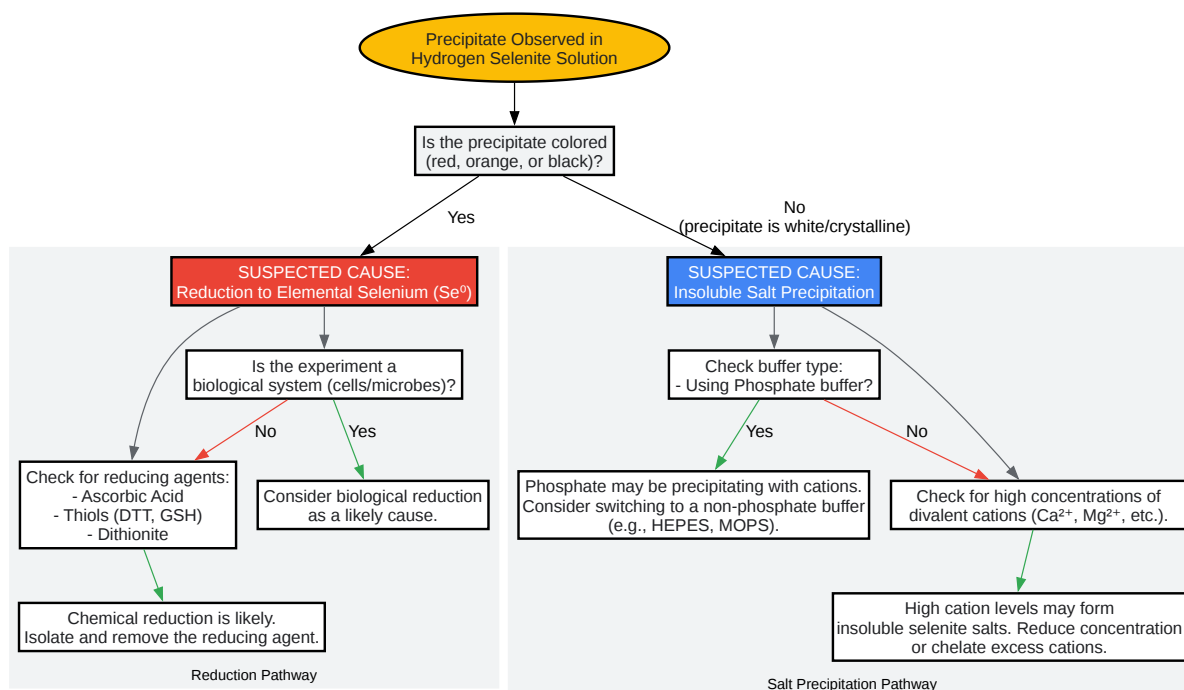 Precipitate Observed in
Hydrogen Selenite Solution
Is the precipitate colored
(red, orange, or black)?
Yes
No
(precipitate is white/crystalline)
SUSPECTED CAUSE:
Reduction to Elemental Selenium (Se⁰)
SUSPECTED CAUSE:
Insoluble Salt Precipitation
Is the experiment a
biological system (cells/microbes)?
Check buffer type:
- Using Phosphate buffer?
No
Yes
Yes
No
Check for reducing agents:
- Ascorbic Acid
- Thiols (DTT, GSH)
- Dithionite
Consider biological reduction
as a likely cause.
Phosphate may be precipitating with cations.
Consider switching to a non-phosphate buffer
(e.g., HEPES, MOPS).
Check for high concentrations of
divalent cations (Ca²⁺, Mg²⁺, etc.).
Chemical reduction is likely.
Isolate and remove the reducing agent.
High cation levels may form
insoluble selenite salts. Reduce concentration
or chelate excess cations.
Reduction Pathway
Salt Precipitation Pathway